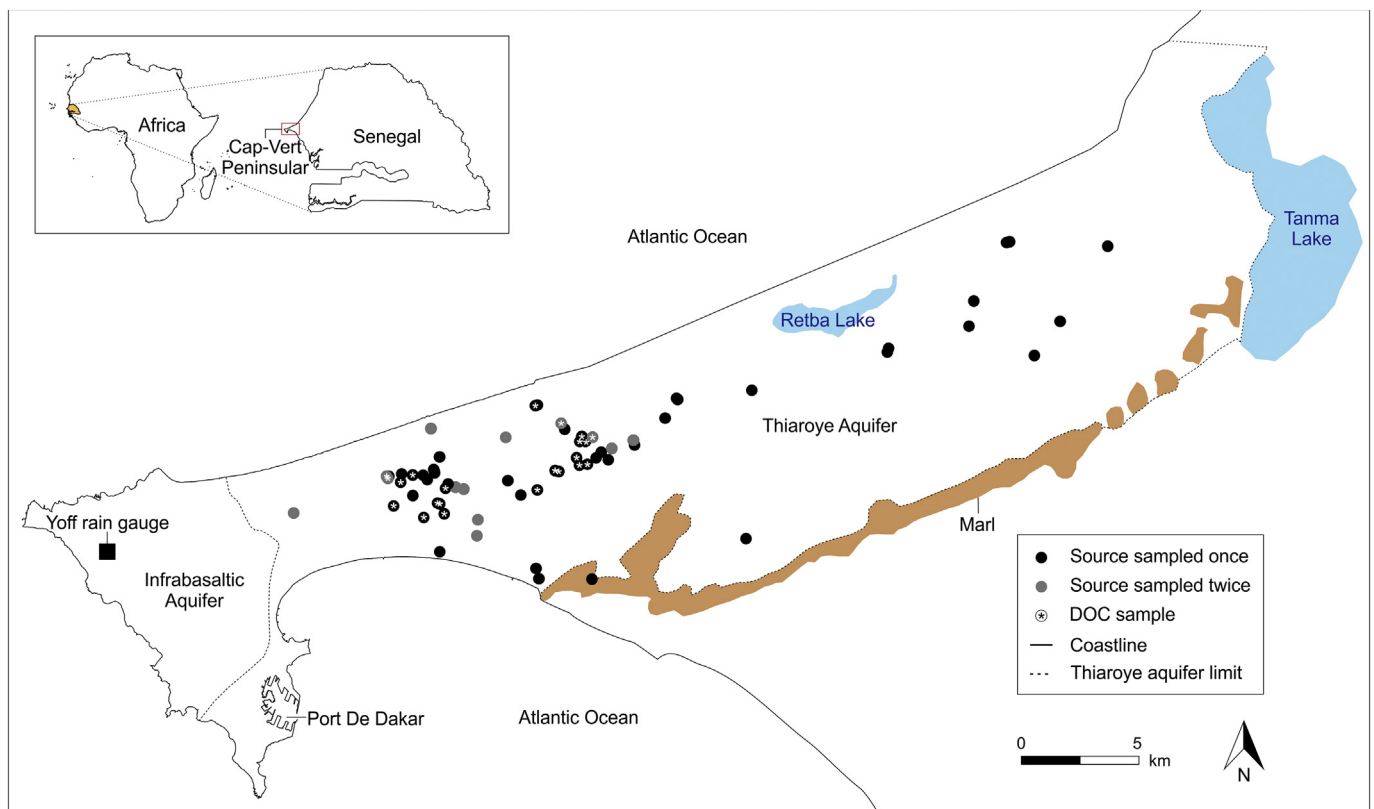 Africa
Cap-Vert
Peninsular
Senegal
Atlantic Ocean
Tanma
Lake
Retba Lake
Thiaroye Aquifer
Marl
Yoff rain gauge
Infrabasaltic
Aquifer
Port De Dakar
Atlantic Ocean
Source sampled once
Source sampled twice
DOC sample
Coastline
Thiaroye aquifer limit
0 5
km
N